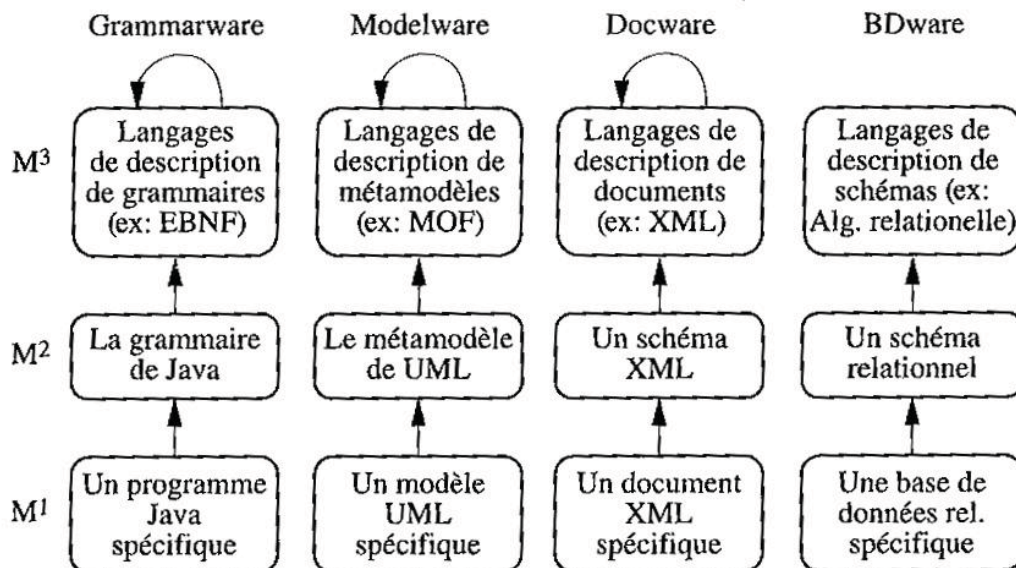 Grammarware Modelware Docware BDware
M3
Langages
de description
de grammaires
(ex: EBNF)
Langages de
description de
métamodèles
(ex: MOF)
Langages de
description de
documents
(ex: XML)
Langages de
description de
schémas (ex:
Alg. relationelle)
M2
La grammaire
de Java
Le métamodèle
de UML
Un schéma
XML
Un schéma
relationnel
M1
Un programme
Java
spécifique
Un modèle
UML
spécifique
Un document
XML
spécifique
Une base de
données rel.
spécifique